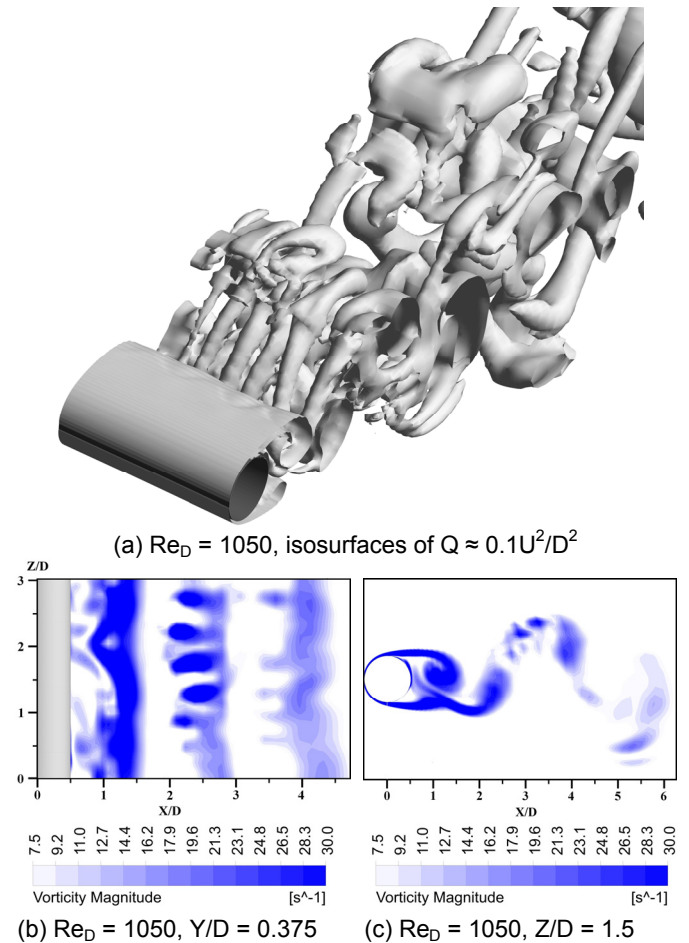 (a) Re_D = 1050, isosurfaces of Q ≈ 0.1U²/D²
Z/D
3
2
1
0
0 1 2 3 4
X/D
0 1 2 3 4 5 6
X/D
7.5 9.2 11.0 12.7 14.4 16.2 17.9 19.6 21.3 23.1 24.8 26.5 28.3 30.0
Vorticity Magnitude [s^-1]
7.5 9.2 11.0 12.7 14.4 16.2 17.9 19.6 21.3 23.1 24.8 26.5 28.3 30.0
Vorticity Magnitude [s^-1]
(b) Re_D = 1050, Y/D = 0.375
(c) Re_D = 1050, Z/D = 1.5